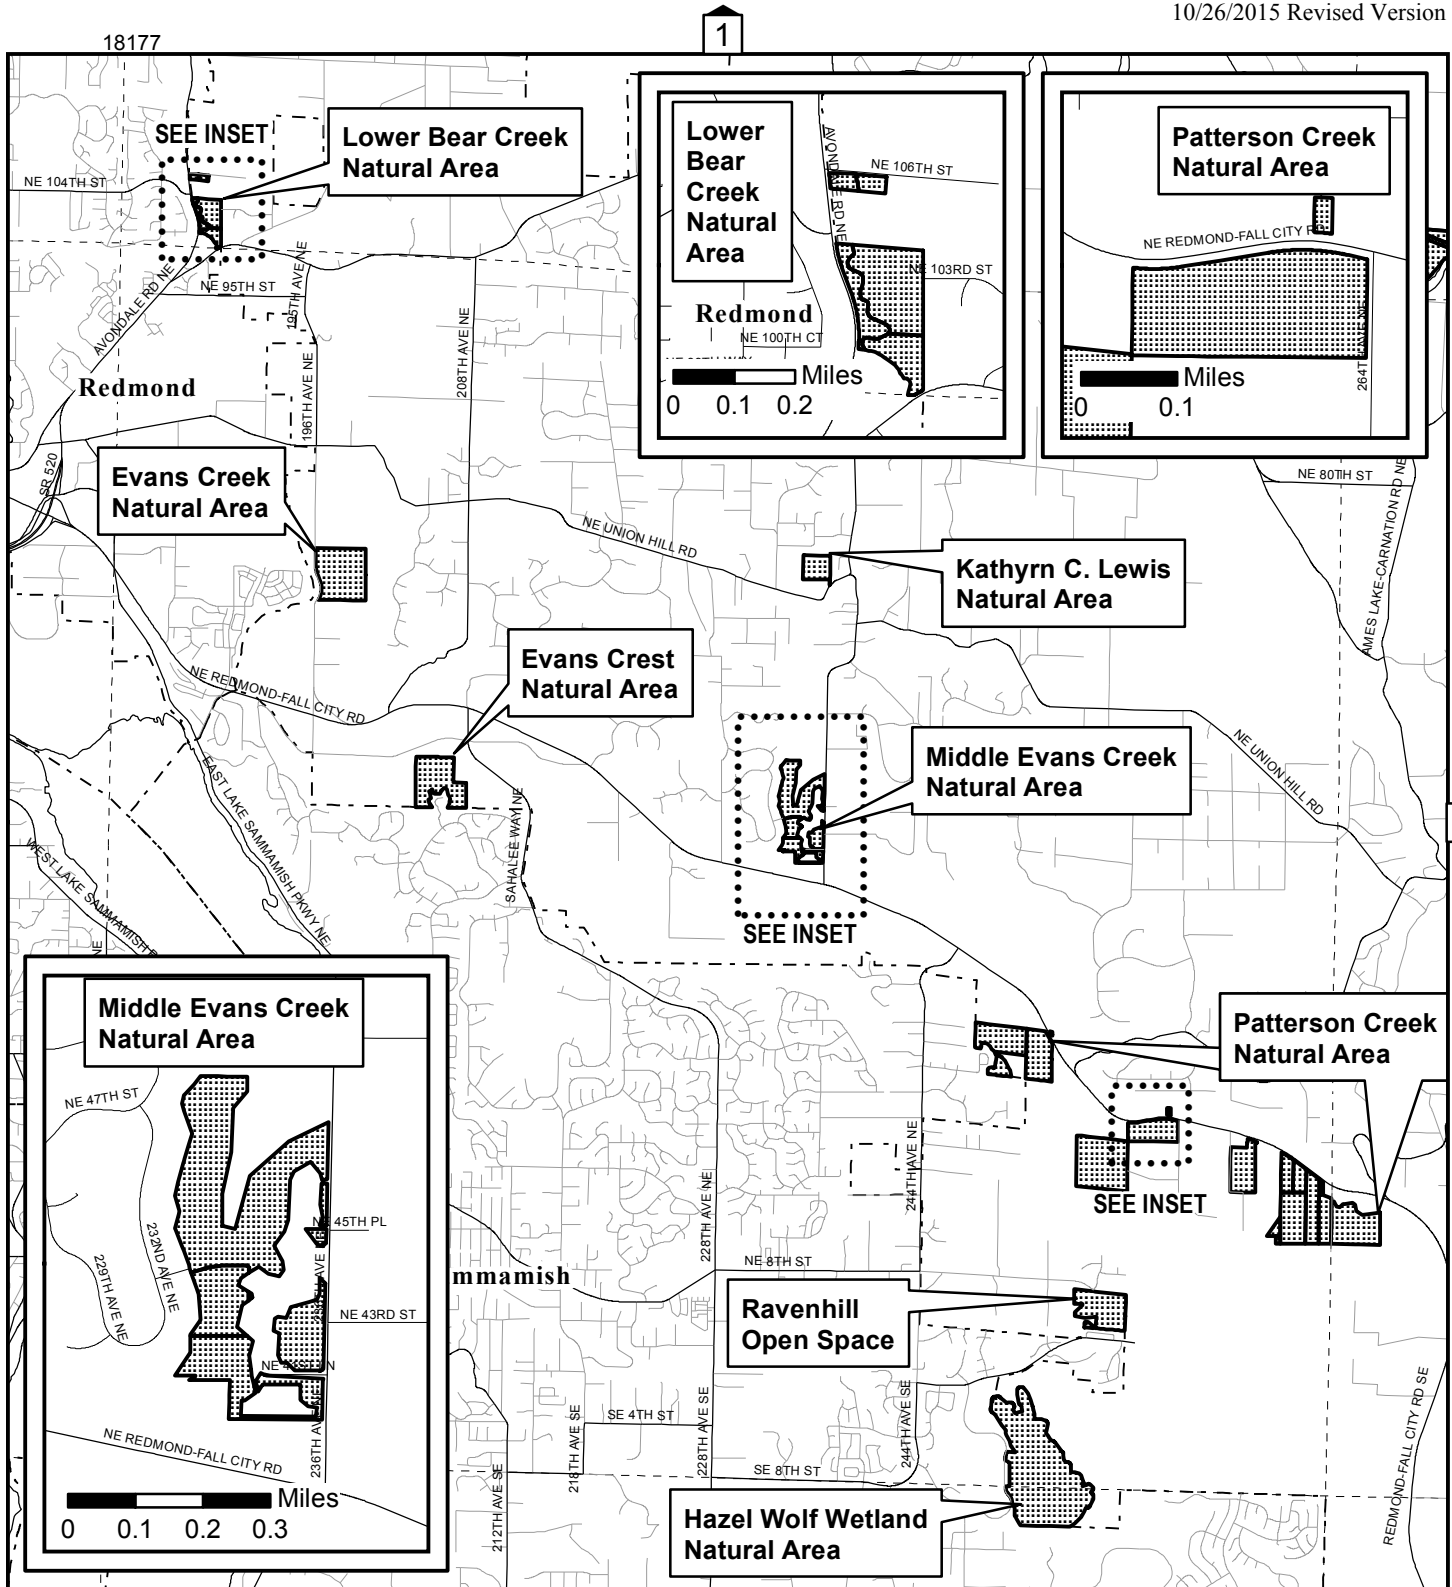 10/26/2015 Revised Version
1
18177
SEE INSET
Lower Bear Creek
Natural Area
NE 104TH ST
AVONDALE RD NE
NE 95TH ST
195TH AVE NE
196TH AVE NE
208TH AVE NE
Redmond
SR 520
Lower
Bear
Creek
Natural
Area
AVONDALE RD NE
NE 106TH ST
NE 103RD ST
Redmond
NE 100TH CT
Miles
0 0.1 0.2
Patterson Creek
Natural Area
NE REDMOND-FALL CITY RD
264TH AVE NE
Miles
0 0.1
NE 80TH ST
AMES LAKE-CARNATION RD NE
Evans Creek
Natural Area
NE UNION HILL RD
Kathyrn C. Lewis
Natural Area
Evans Crest
Natural Area
NE REDMOND-FALL CITY RD
Middle Evans Creek
Natural Area
NE UNION HILL RD
EAST LAKE SAMMAMISH PKWY NE
SAHALEE WAY NE
WEST LAKE SAMMAMISH P
NE
SEE INSET
Middle Evans Creek
Natural Area
NE 47TH ST
232ND AVE NE
229TH AVE NE
NE 45TH PL
NE 43RD ST
236TH AVE NE
NE REDMOND-FALL CITY RD
Miles
0 0.1 0.2 0.3
Patterson Creek
Natural Area
SEE INSET
244TH AVE NE
228TH AVE NE
NE 8TH ST
mmamish
Ravenhill
Open Space
SE 4TH ST
218TH AVE SE
228TH AVE SE
244TH AVE SE
SE 8TH ST
212TH AVE SE
Hazel Wolf Wetland
Natural Area
REDMOND-FALL CITY RD SE